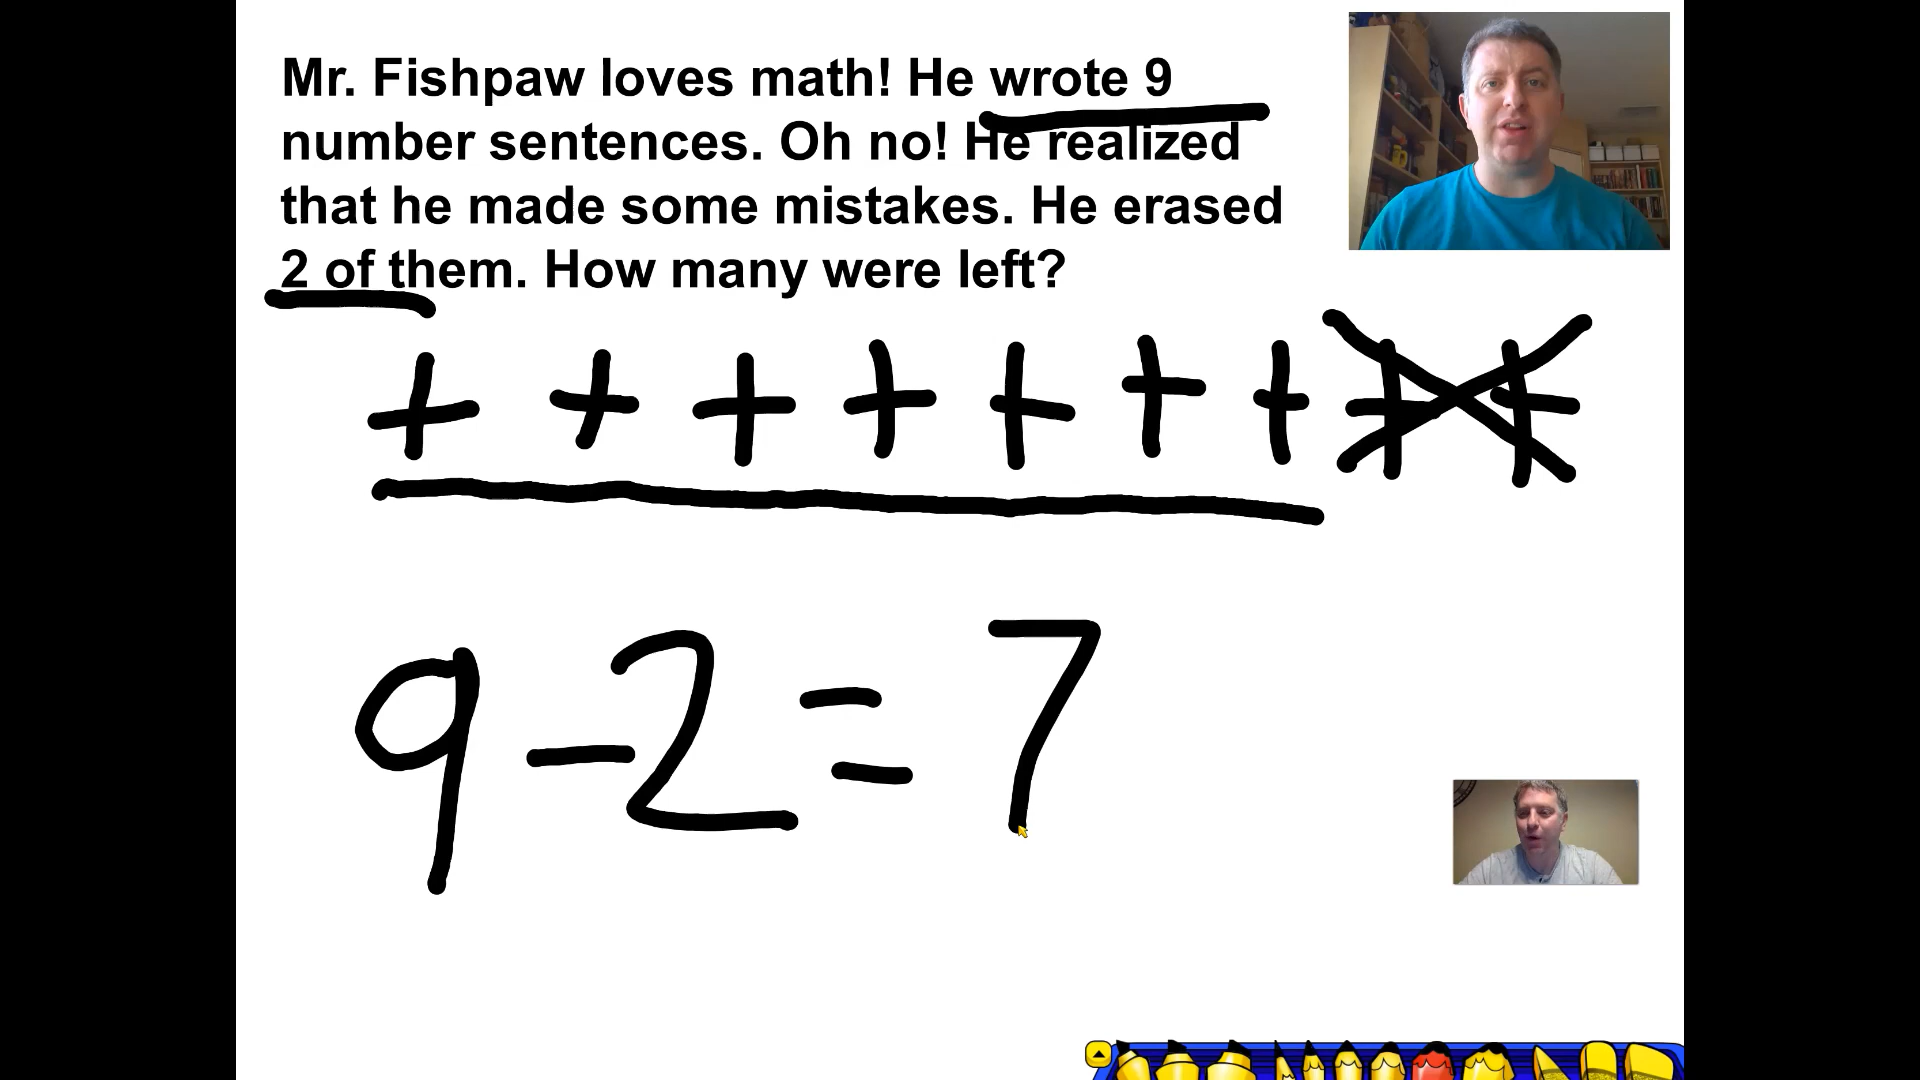 Mr. Fishpaw loves math! He wrote 9
number sentences. Oh no! He realized
that he made some mistakes. He erased
2 of them. How many were left?
+ + + + + + + + +
9 - 2 = 7